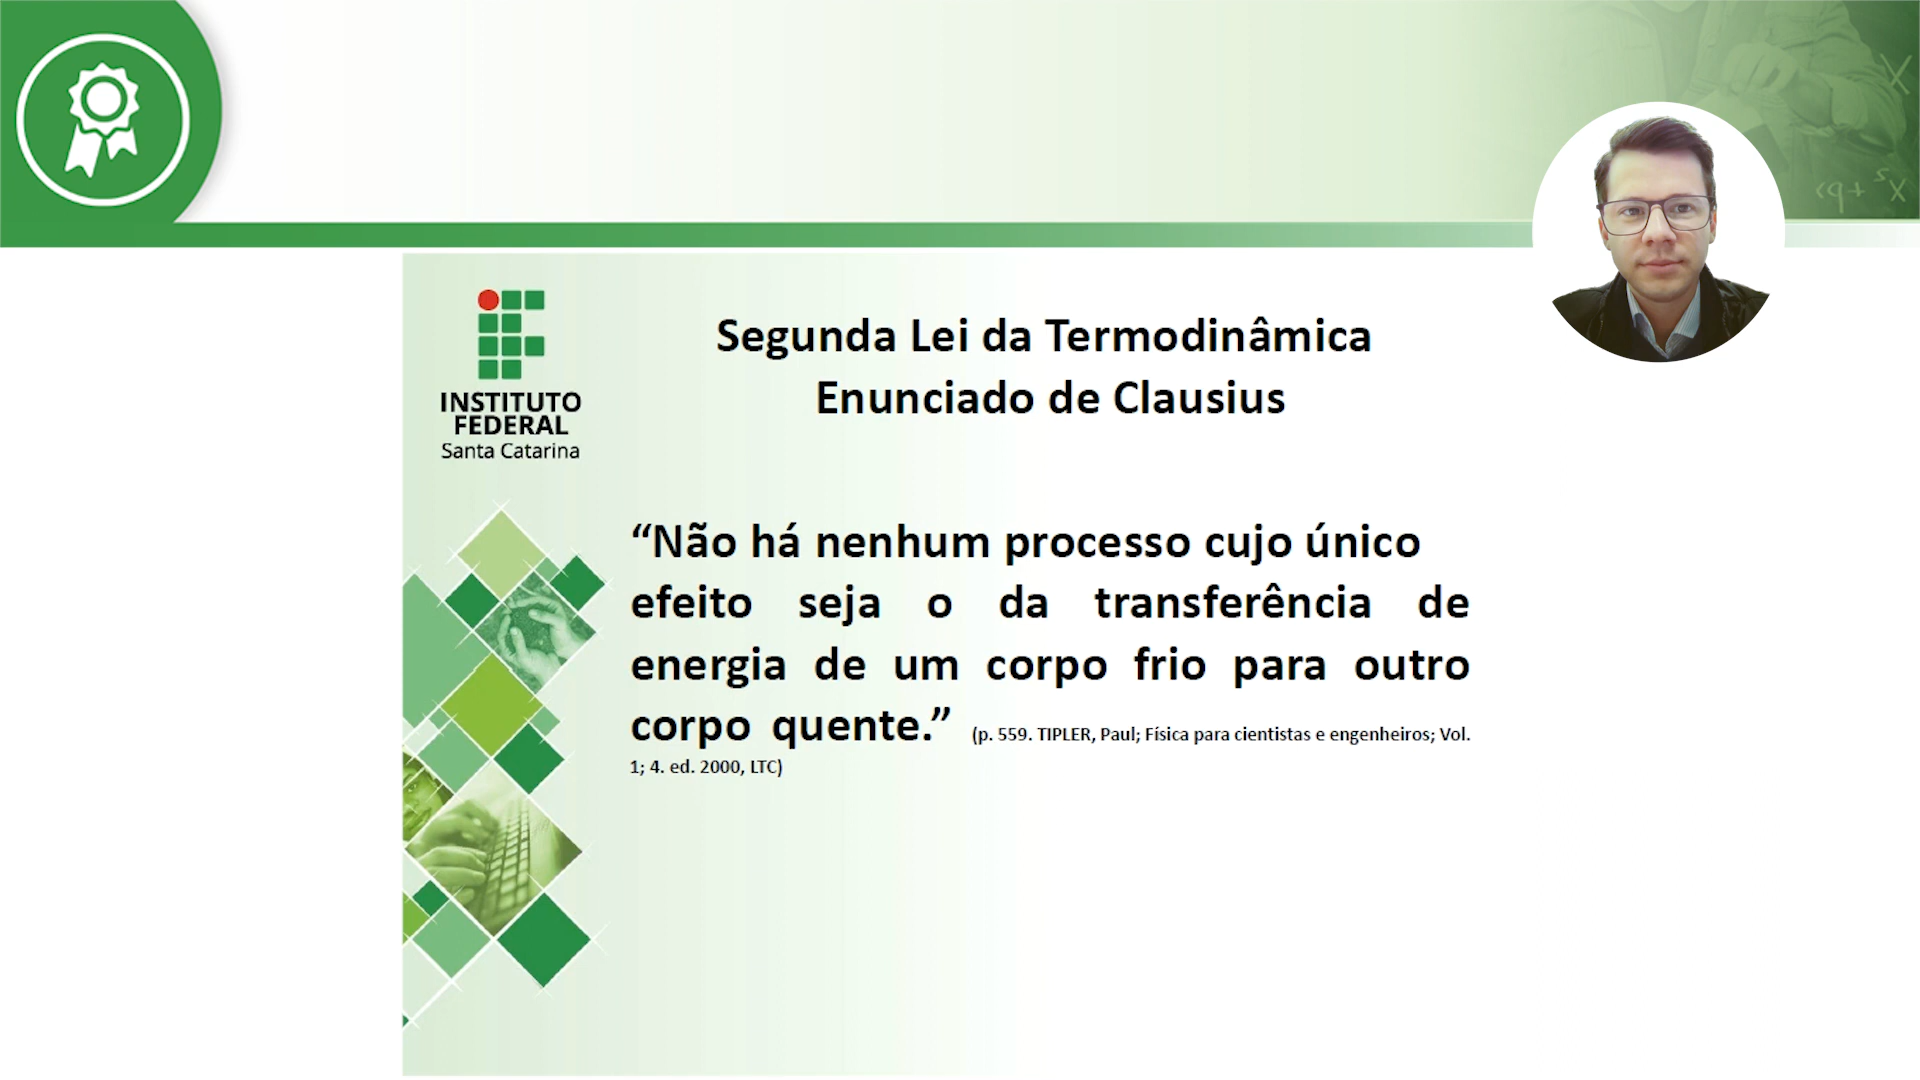 INSTITUTO
FEDERAL
Santa Catarina
Segunda Lei da Termodinâmica
Enunciado de Clausius
“Não há nenhum processo cujo único
efeito seja o da transferência de
energia de um corpo frio para outro
corpo quente.” (p. 559. TIPLER, Paul; Física para cientistas e engenheiros; Vol.
1; 4. ed. 2000, LTC)